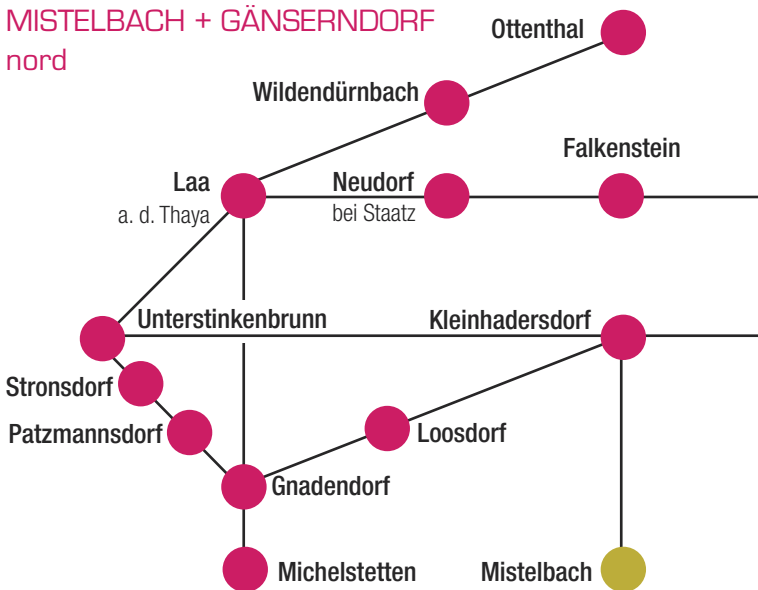 MISTELBACH + GÄNSERNDORF
nord
Ottenthal
Wildendürnbach
Falkenstein
Laa
a. d. Thaya
Neudorf
bei Staatz
Unterstinkenbrunn
Kleinhadersdorf
Stronsdorf
Patzmannsdorf
Loosdorf
Gnadendorf
Michelstetten
Mistelbach